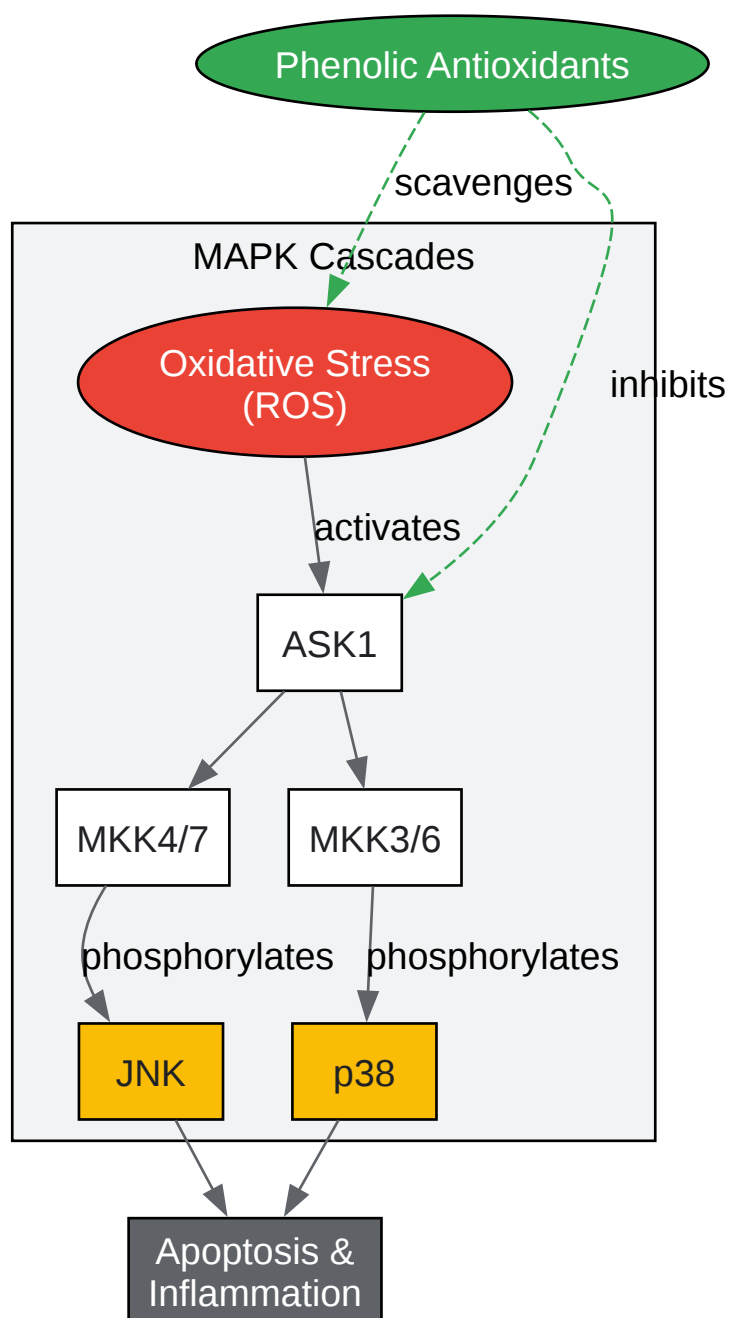 Phenolic Antioxidants
scavenges
MAPK Cascades
Oxidative Stress
(ROS)
inhibits
activates
ASK1
MKK4/7
MKK3/6
phosphorylates
phosphorylates
JNK
p38
Apoptosis &
Inflammation